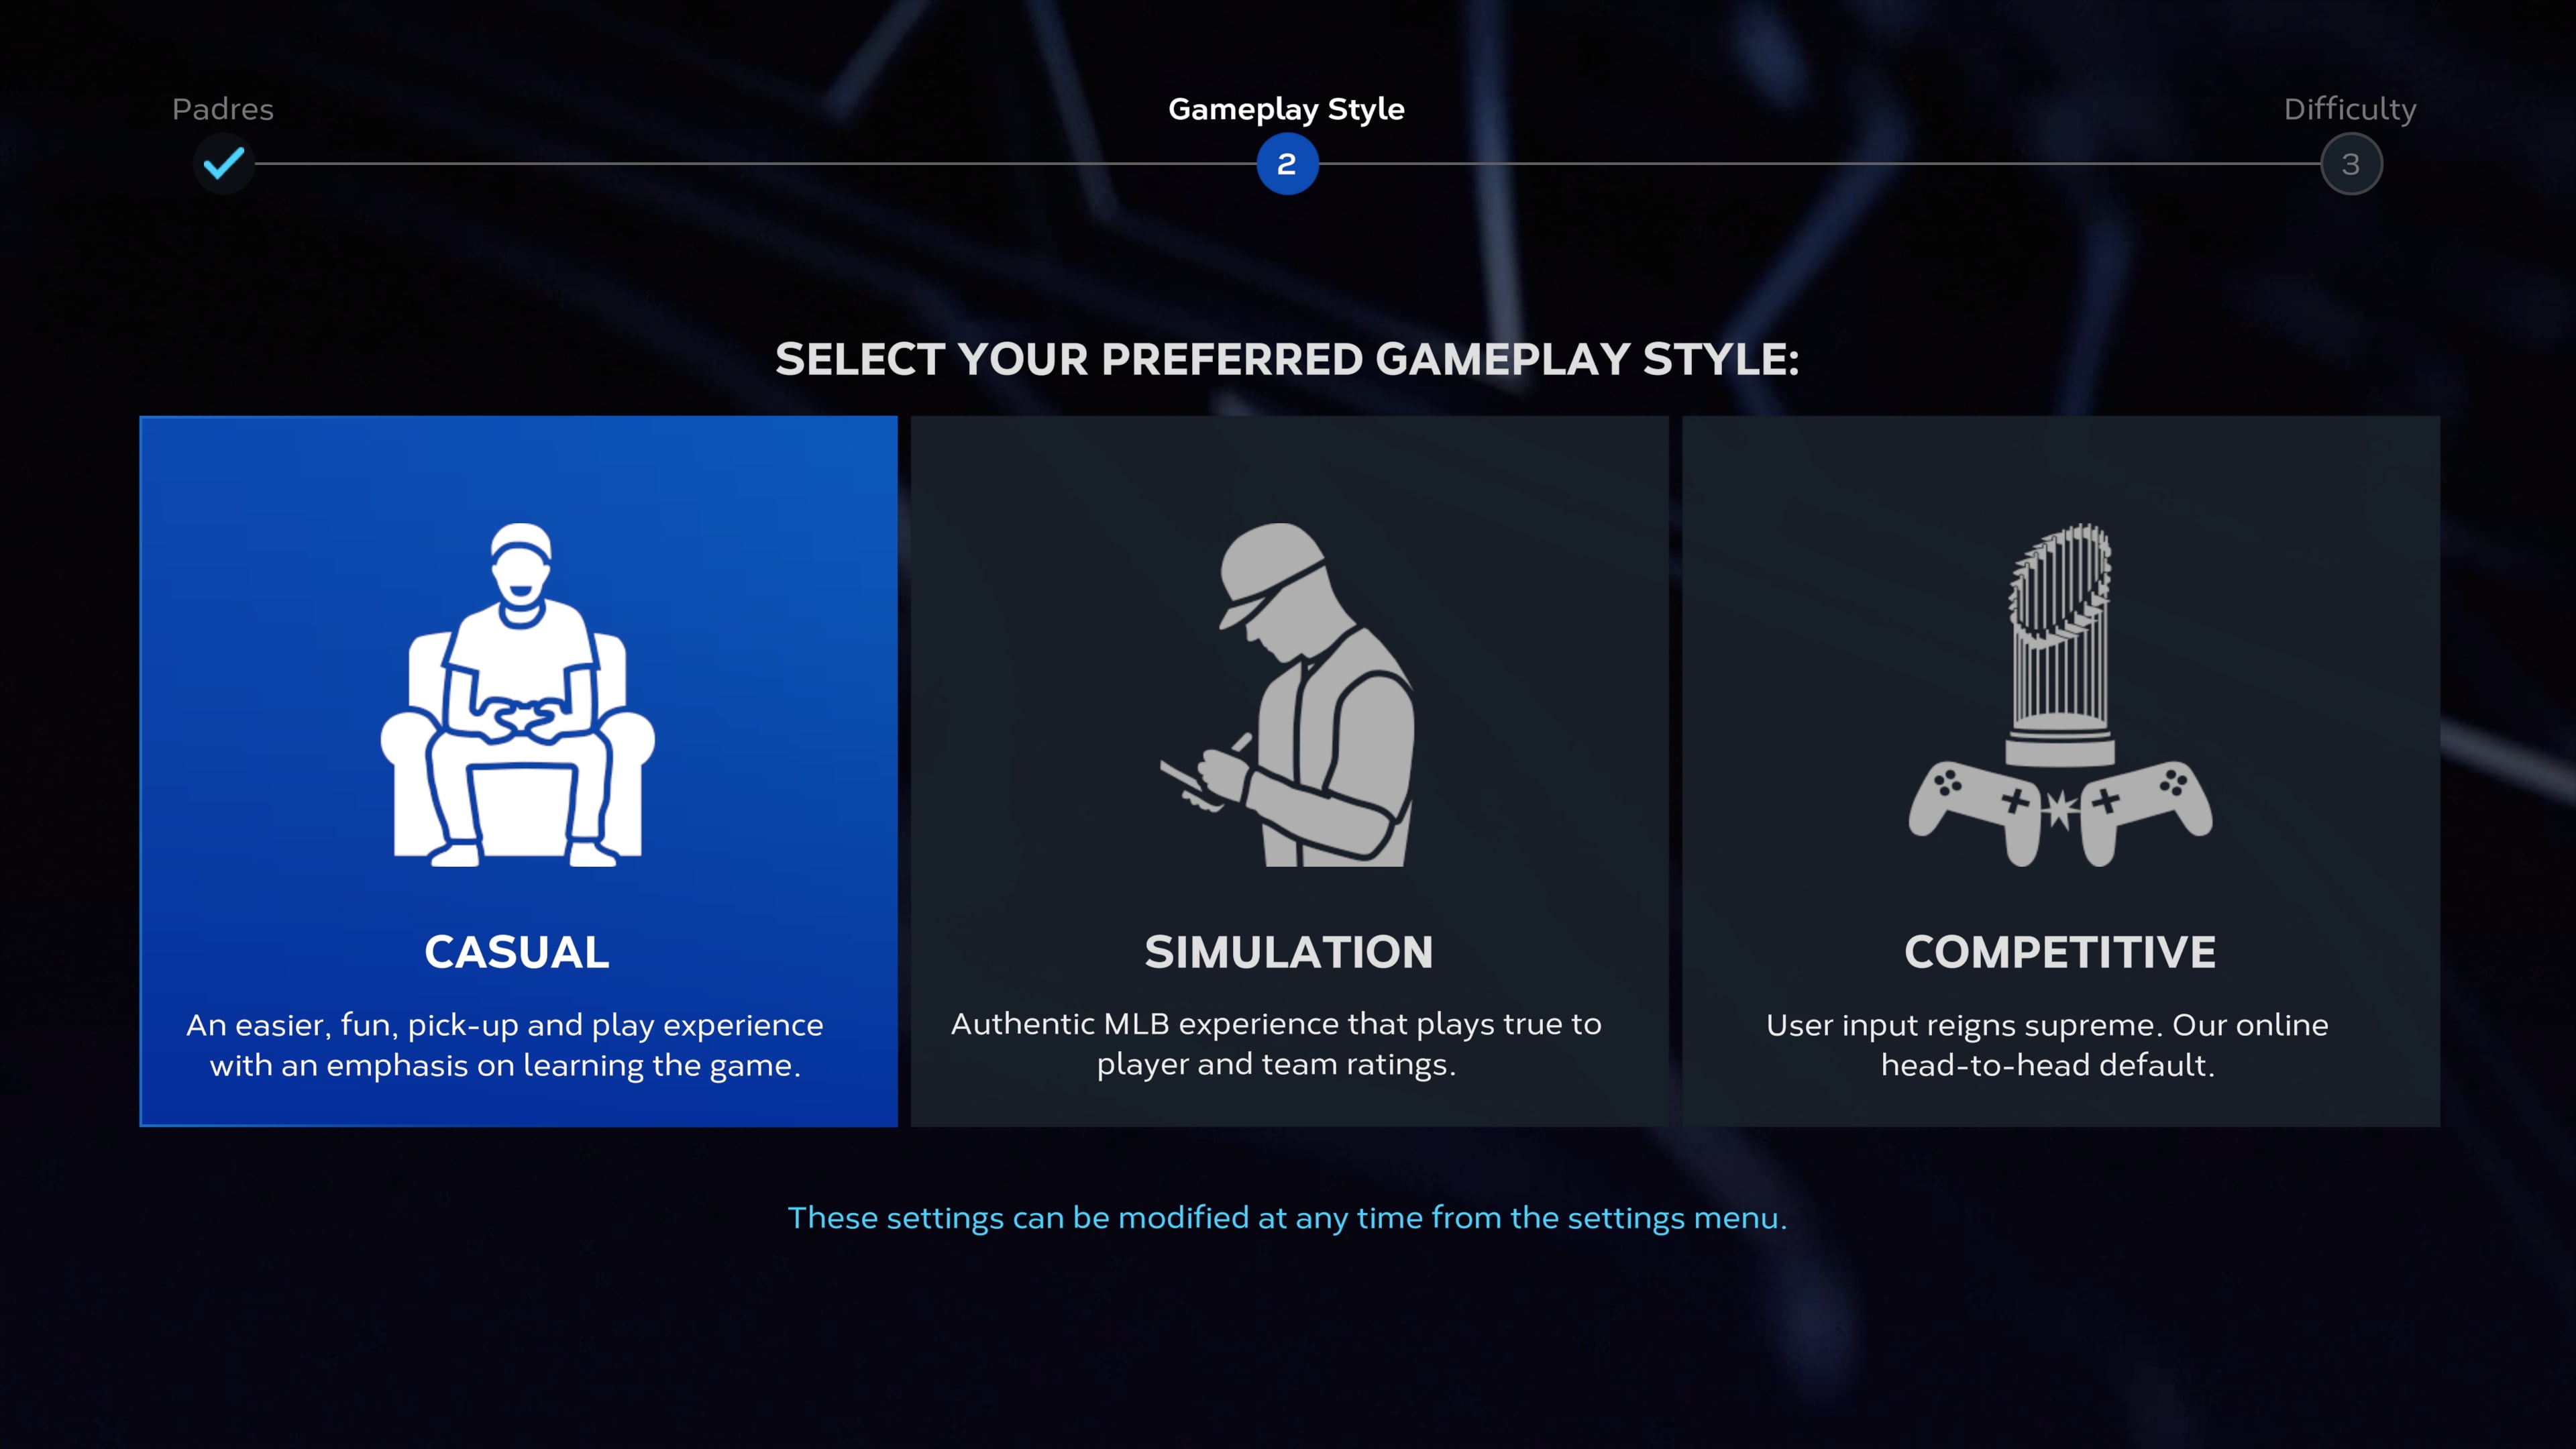 Padres
Gameplay Style
Difficulty
2
3
SELECT YOUR PREFERRED GAMEPLAY STYLE:
CASUAL
An easier, fun, pick-up and play experience
with an emphasis on learning the game.
SIMULATION
Authentic MLB experience that plays true to
player and team ratings.
COMPETITIVE
User input reigns supreme. Our online
head-to-head default.
These settings can be modified at any time from the settings menu.